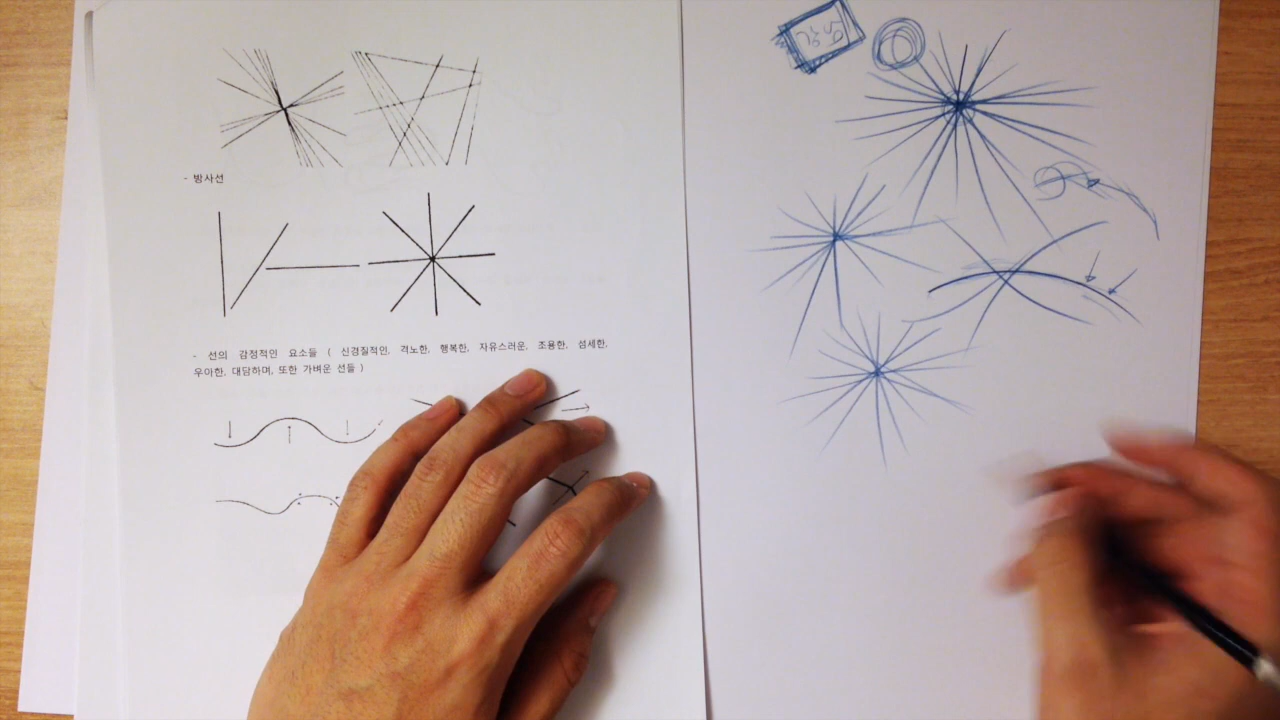 - 방사선
- 선의 감정적인 요소들 ( 신경질적인, 격노한, 행복한, 자유스러운, 조용한, 섬세한,
우아한, 대담하며, 또한 가벼운 선들 )